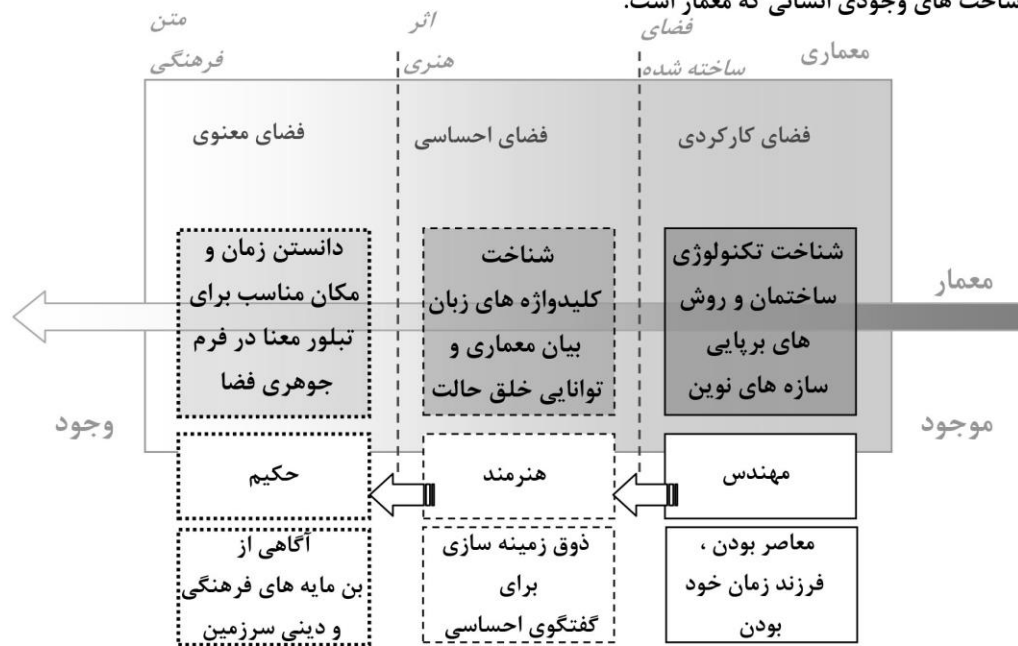 ساخت های وجودی انسانی که معمار است.
معماری
فضای
ساخته شده
اثر
هنری
متن
فرهنگی
فضای کارکردی
فضای احساسی
فضای معنوی
شناخت تکنولوژی
ساختمان و روش
های برپایی
سازه های نوین
شناخت
کلیدواژه های زبان
بیان معماری و
توانایی خلق حالت
دانستن زمان و
مکان مناسب برای
تبلور معنا در فرم
جوهری فضا
معمار
موجود
وجود
مهندس
هنرمند
حکیم
معاصر بودن ،
فرزند زمان خود
بودن
ذوق زمینه سازی
برای
گفتگوی احساسی
آگاهی از
بن مایه های فرهنگی
و دینی سرزمین